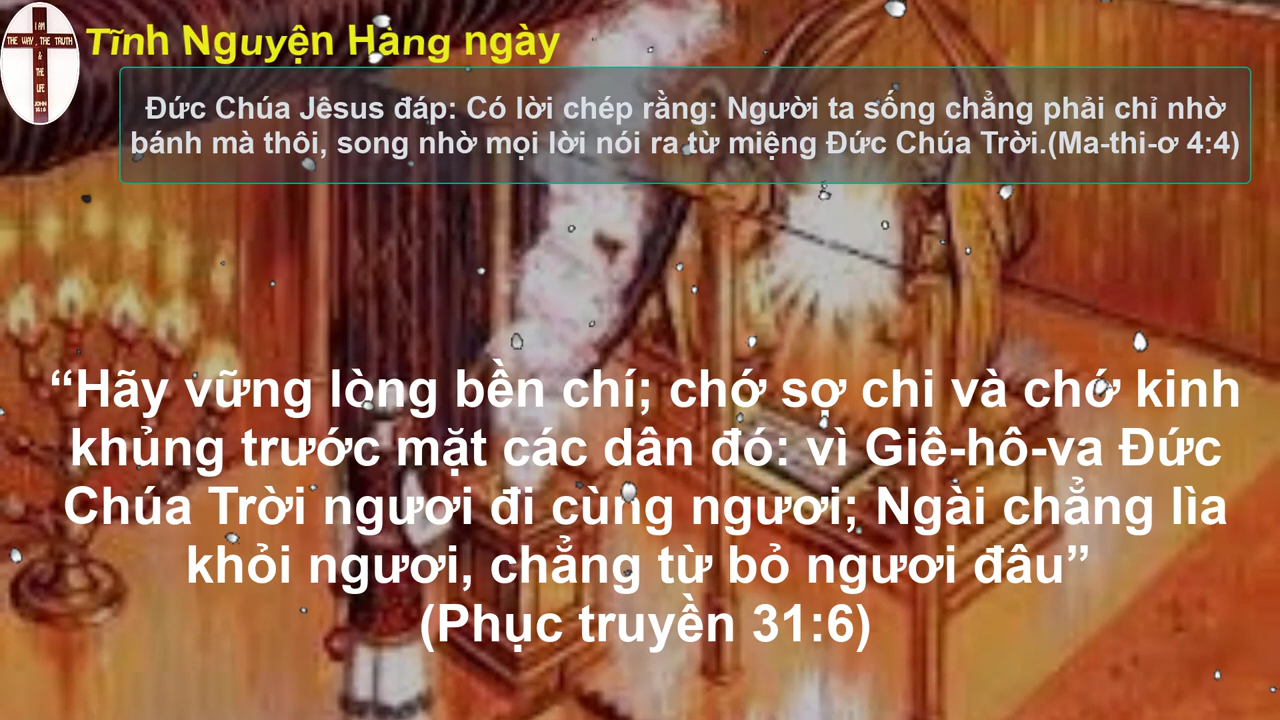 I AM
THE WAY, THE TRUTH
&
THE
LIFE
JOHN
Tĩnh Nguyện Hàng ngày
Đức Chúa Jêsus đáp: Có lời chép rằng: Người ta sống chẳng phải chỉ nhờ
bánh mà thôi, song nhờ mọi lời nói ra từ miệng Đức Chúa Trời.(Ma-thi-ơ 4:4)
“Hãy vững lòng bền chí; chớ sợ chi và chớ kinh
khủng trước mặt các dân đó: vì Giê-hô-va Đức
Chúa Trời ngươi đi cùng ngươi; Ngài chẳng lìa
khỏi ngươi, chẳng từ bỏ ngươi đâu”
(Phục truyền 31:6)